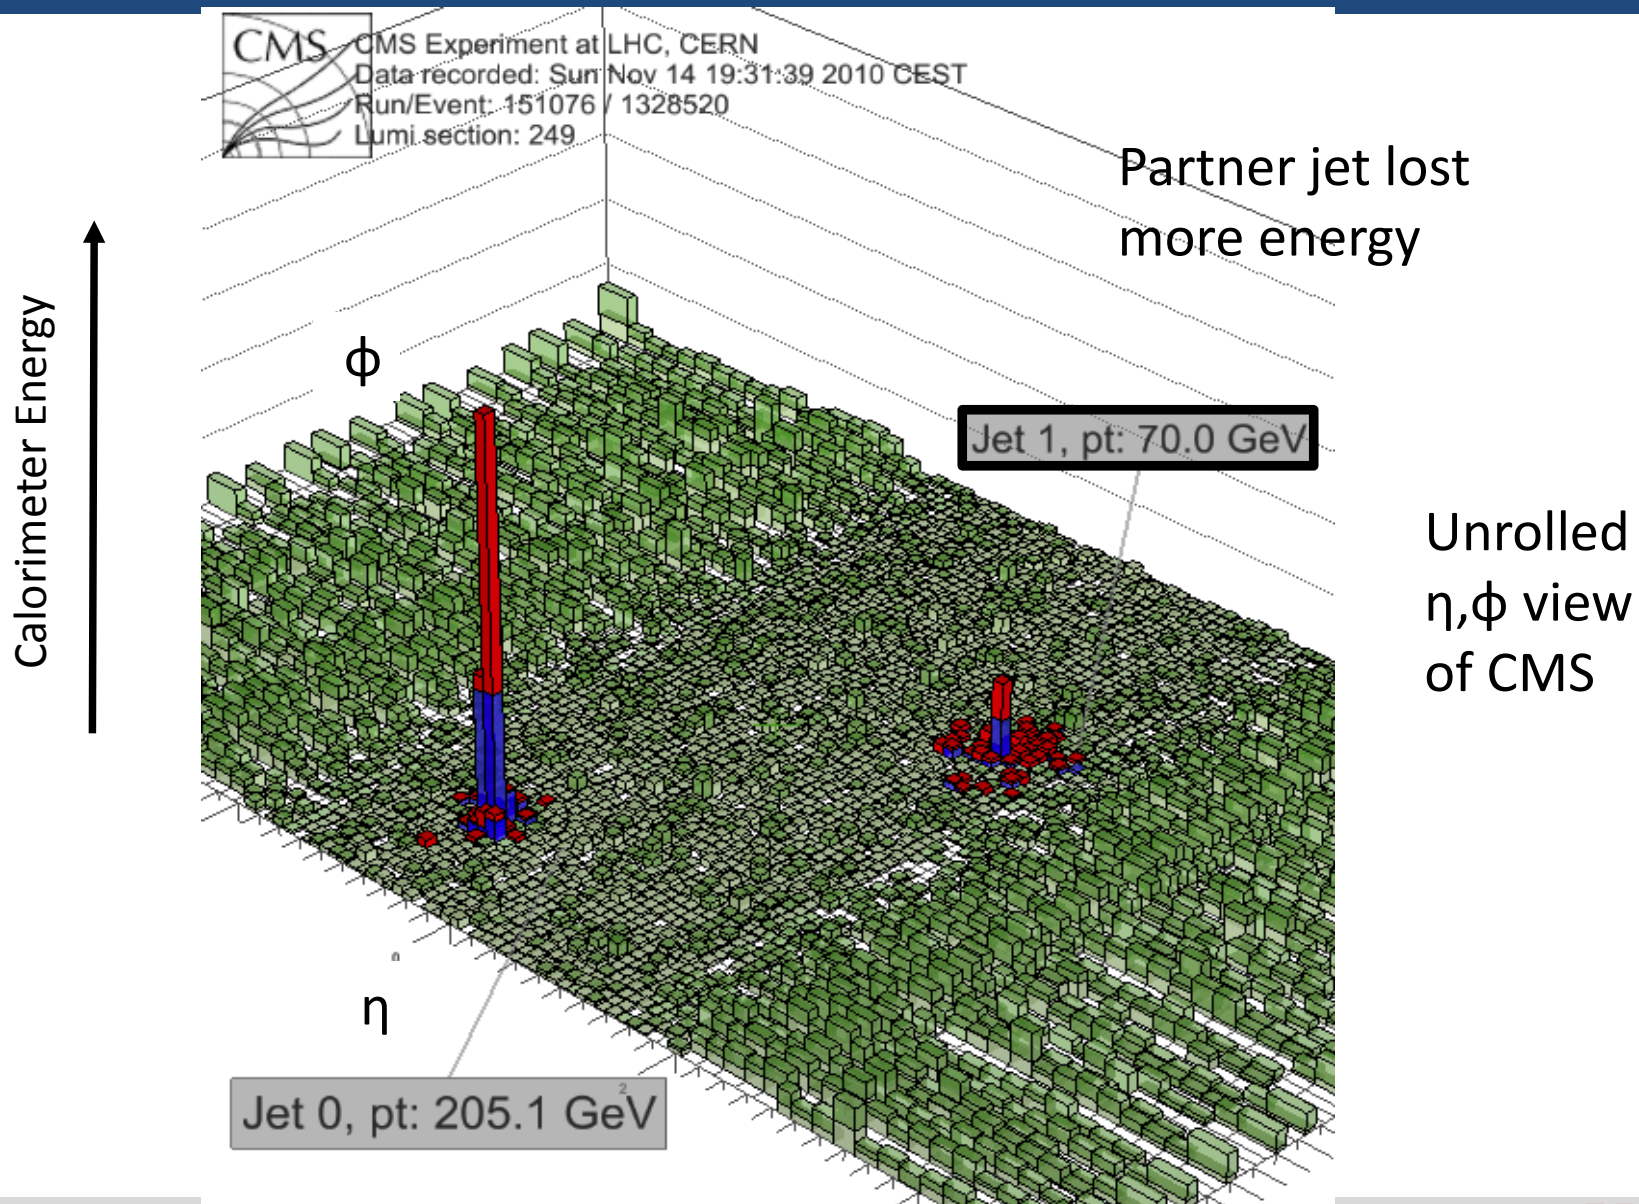 CMS
CMS Experiment at LHC, CERN
Data recorded: Sun Nov 14 19:31:39 2010 CEST
Run/Event: 151076 / 1328520
Lumi section: 249
Partner jet lost
more energy
Calorimeter Energy
ϕ
Jet 1, pt: 70.0 GeV
Unrolled
η,ϕ view
of CMS
0
η
2
Jet 0, pt: 205.1 GeV